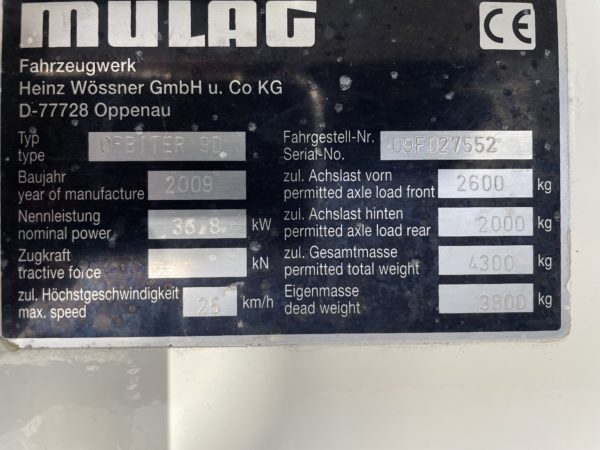 MULAG
CE
Fahrzeugwerk
Heinz Wössner GmbH u. Co KG
D-77728 Oppenau
Typ
type
ORBITER 9D
Baujahr
year of manufacture
2009
Nennleistung
nominal power
kW
Zugkraft
tractive force
kN
zul. Höchstgeschwindigkeit
max. speed
25 km/h
Fahrgestell-Nr.
Serial-No.
09F027552
zul. Achslast vorn
permitted axle load front
2600 kg
zul. Achslast hinten
permitted axle load rear
2000 kg
zul. Gesamtmasse
permitted total weight
4300 kg
Eigenmasse
dead weight
kg